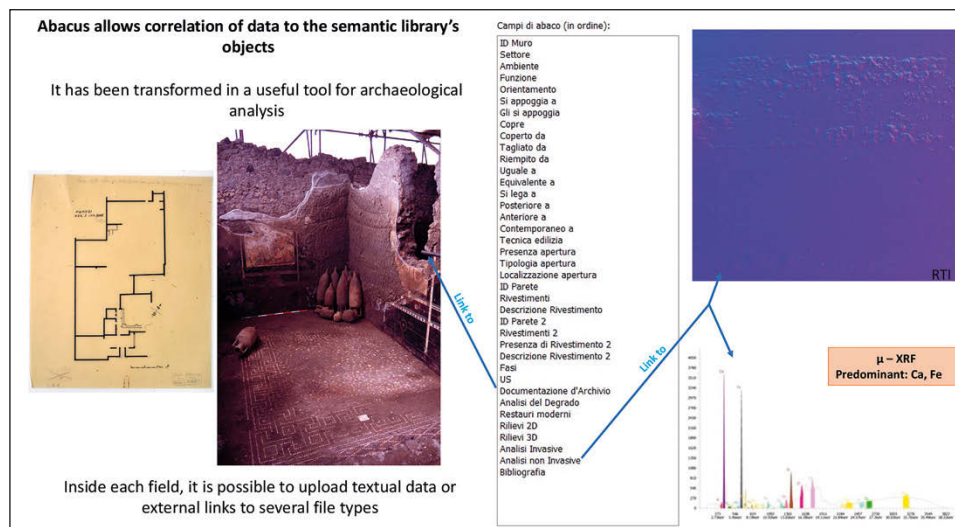 Abacus allows correlation of data to the semantic library's
objects
It has been transformed in a useful tool for archaeological
analysis
Inside each field, it is possible to upload textual data or
external links to several file types
Link to
Campi di abaco (in ordine):
ID Muro
Settore
Ambiente
Funzione
Orientamento
Si appoggia a
Gli si appoggia
Copre
Coperto da
Tagliato da
Riempito da
Uguale a
Equivalente a
Si lega a
Posteriore a
Anteriore a
Contemporaneo a
Tecnica edilizia
Presenza apertura
Tipologia apertura
Localizzazione apertura
ID Parete
Rivestimenti
Descrizione Rivestimento
ID Parete 2
Rivestimenti 2
Presenza di Rivestimento 2
Descrizione Rivestimento 2
Fasi
US
Documentazione d'Archivio
Analisi del Degrado
Restauri moderni
Rilievi 2D
Rilievi 3D
Analisi Invasive
Analisi non Invasive
Bibliografia
Link to
RTI
μ – XRF
Predominant: Ca, Fe